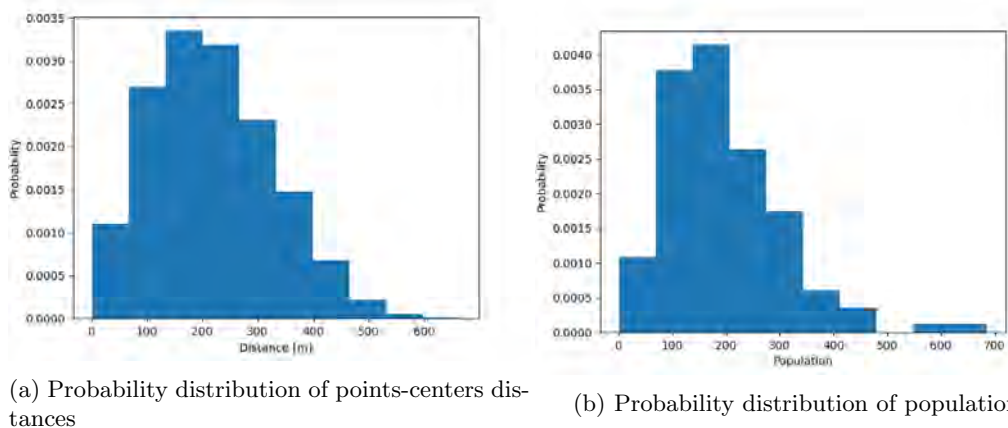 0.0035
0.0030
0.0025
0.0020
0.0015
0.0010
0.0005
0.0000
Probability
0 100 200 300 400 500 600
Distance (m)
(a) Probability distribution of points-centers dis-
tances
0.0040
0.0035
0.0030
0.0025
0.0020
0.0015
0.0010
0.0005
0.0000
Probability
0 100 200 300 400 500 600 700
Population
(b) Probability distribution of population